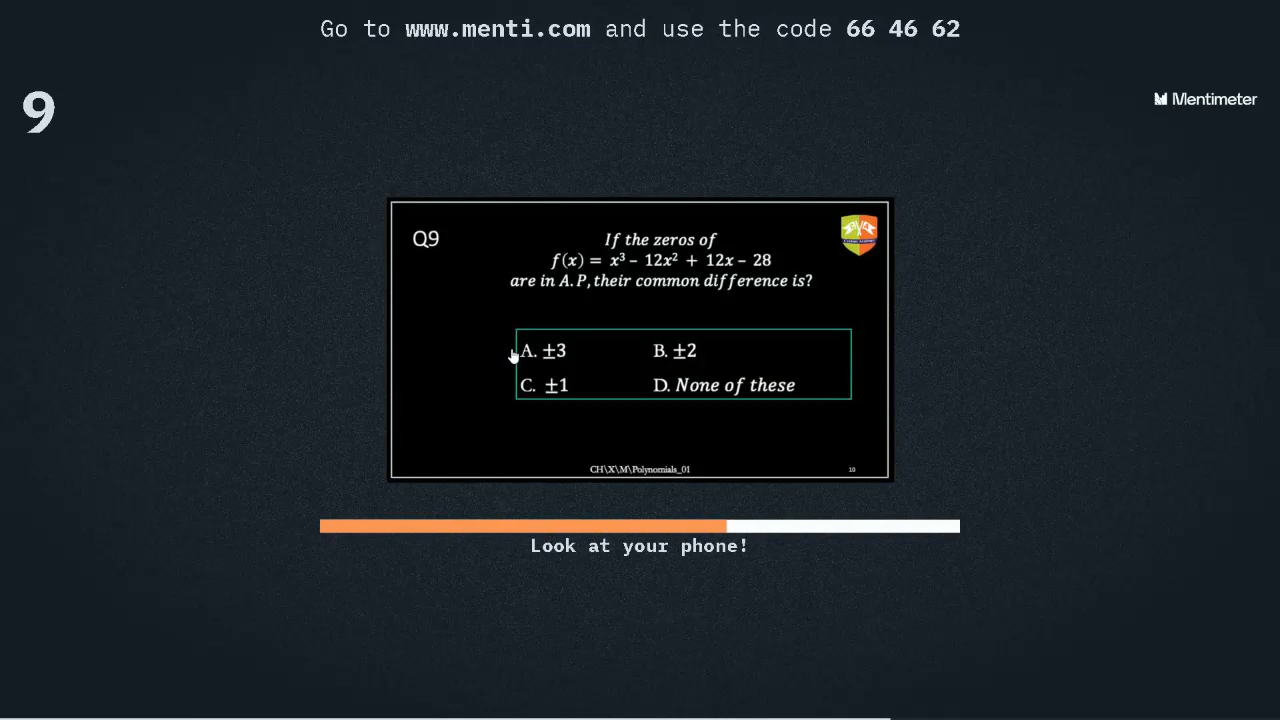 Go to www.menti.com and use the code 66 46 62
9
Mentimeter
Q9
If the zeros of
f(x) = x³ – 12x² + 12x – 28
are in A.P, their common difference is?
A. ±3 B. ±2
C. ±1 D. None of these
CH\X\M\Polynomials_01 10
Look at your phone!